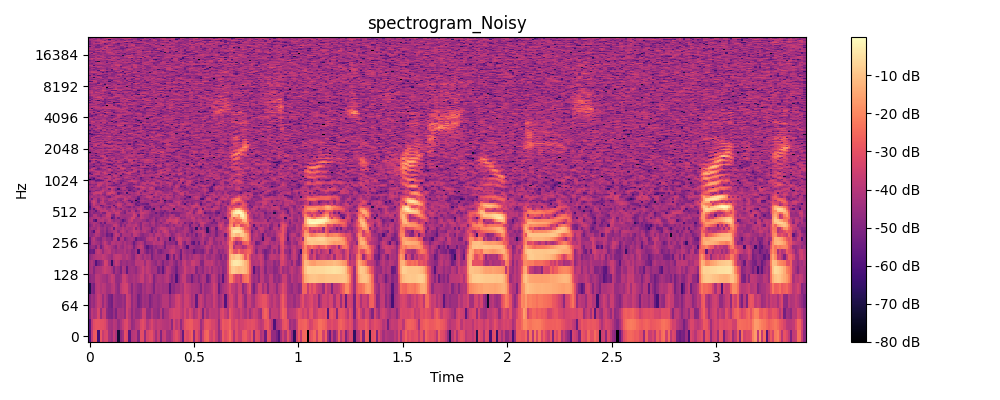 spectrogram_Noisy
16384
8192
4096
2048
1024
512
256
128
64
0
Hz
0
0.5
1
1.5
2
2.5
3
Time
-10 dB
-20 dB
-30 dB
-40 dB
-50 dB
-60 dB
-70 dB
-80 dB